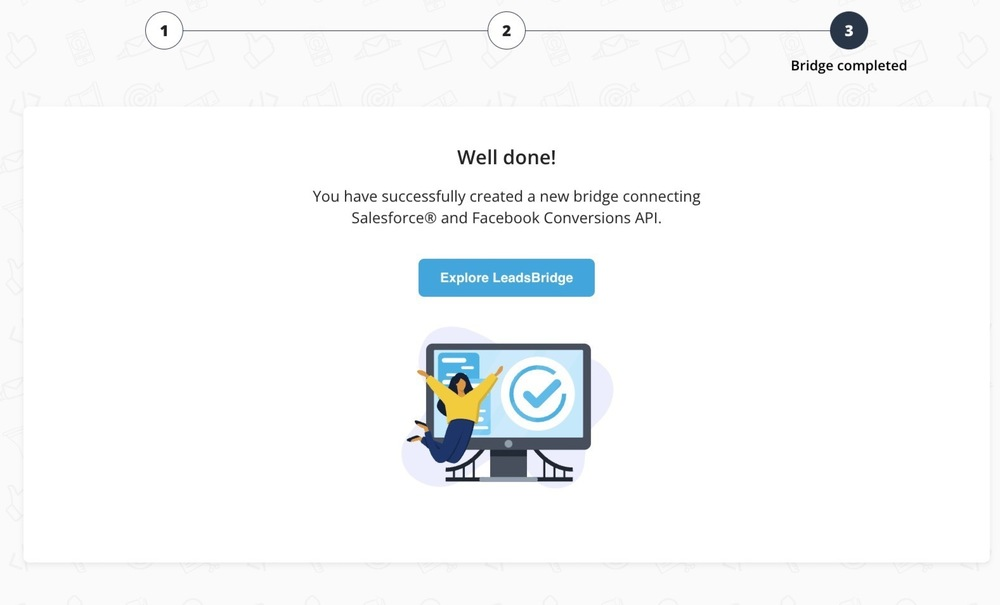 1
2
3
Bridge completed
Well done!
You have successfully created a new bridge connecting
Salesforce® and Facebook Conversions API.
Explore LeadsBridge